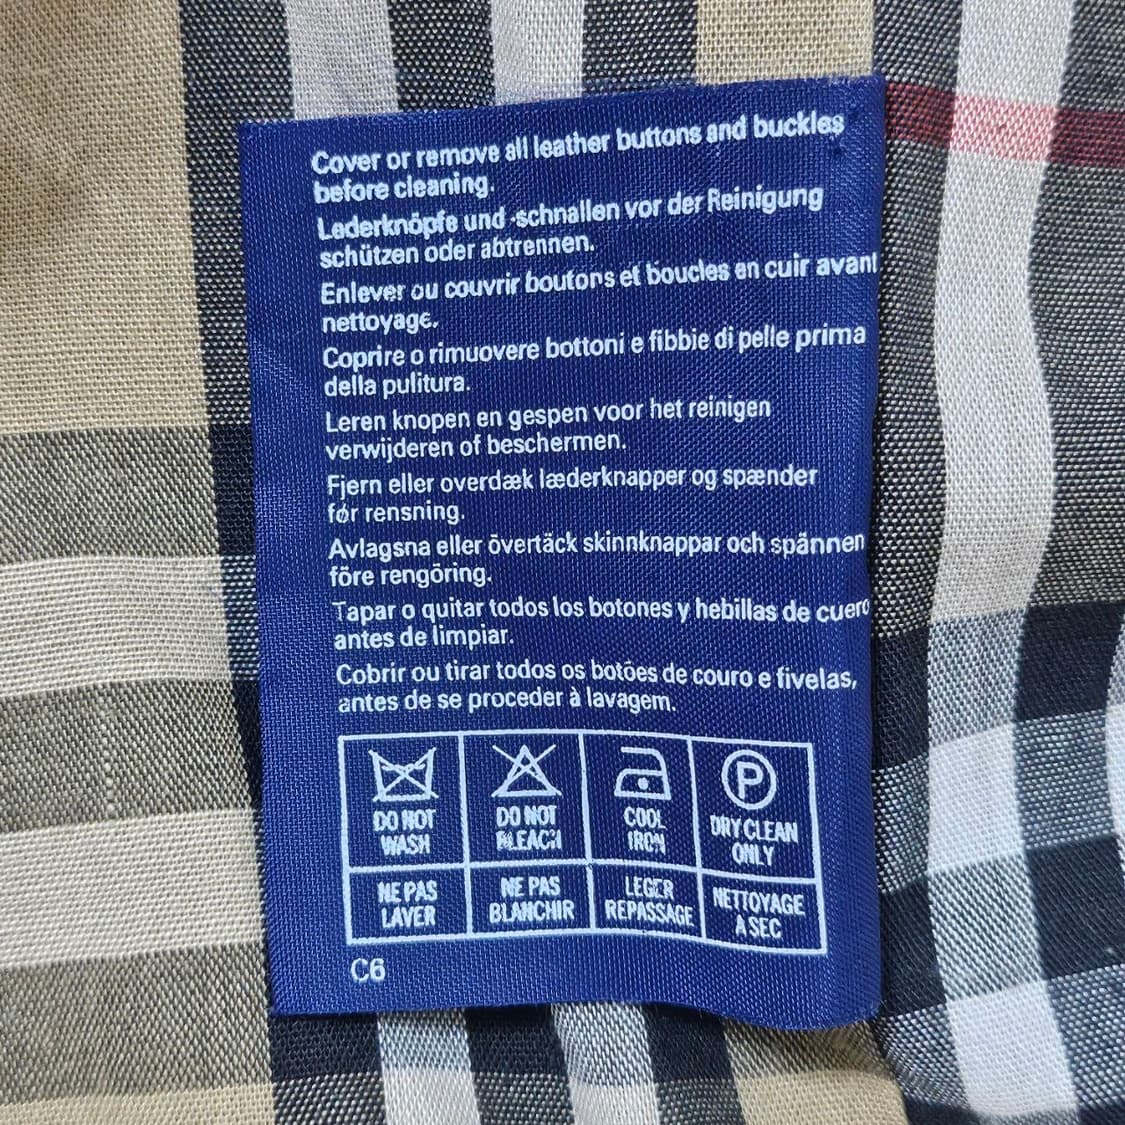 Cover or remove all leather buttons and buckles
before cleaning.
Lederknöpfe und -schnallen vor der Reinigung
schützen oder abtrennen.
Enlever ou couvrir boutons et boucles en cuir avant
nettoyage.
Coprire o rimuovere bottoni e fibbie di pelle prima
della pulitura.
Leren knopen en gespen voor het reinigen
verwijderen of beschermen.
Fjern eller overdæk læderknapper og spænder
før rensning.
Avlagsna eller övertäck skinnknappar och spännen
före rengöring.
Tapar o quitar todos los botones y hebillas de cuero
antes de limpiar.
Cobrir ou tirar todos os botões de couro e fivelas,
antes de se proceder à lavagem.
P
DO NOT
WASH
DO NOT
BLEACH
COOL
IRON
DRY CLEAN
ONLY
NE PAS
LAVER
NE PAS
BLANCHIR
LEGER
REPASSAGE
NETTOYAGE
A SEC
C6